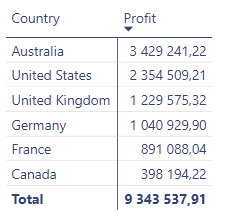 Country Profit
Australia 3 429 241,22
United States 2 354 509,21
United Kingdom 1 229 575,32
Germany 1 040 929,90
France 891 088,04
Canada 398 194,22
Total 9 343 537,91